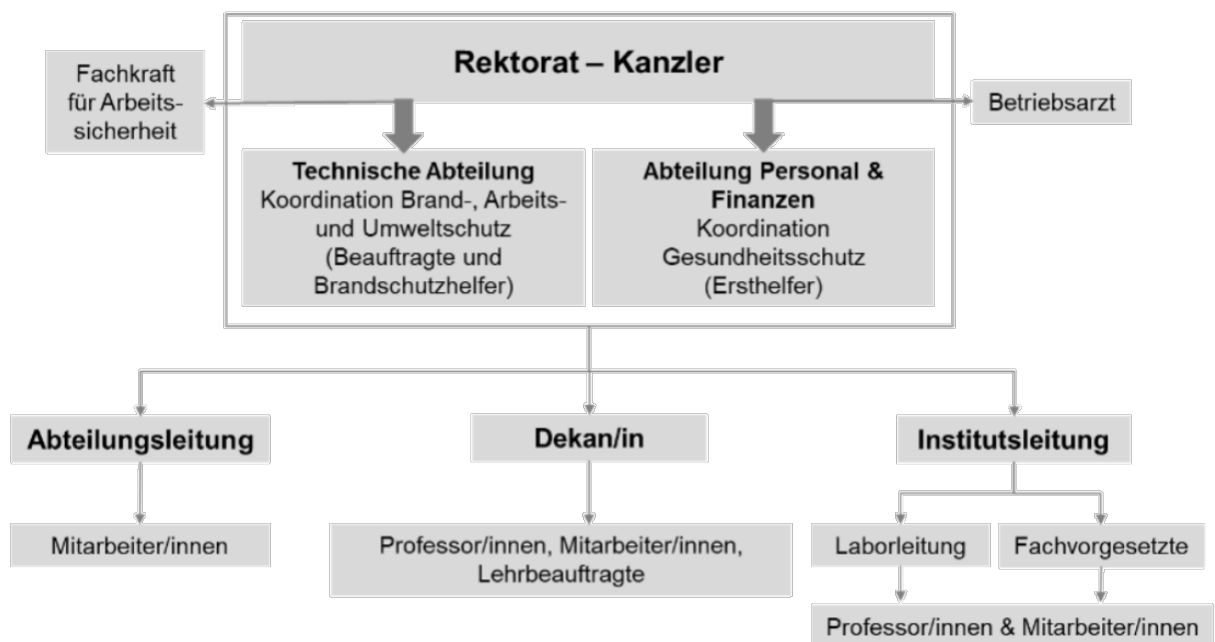 Rektorat – Kanzler
Fachkraft
für Arbeits-
sicherheit
Betriebsarzt
Technische Abteilung
Koordination Brand-, Arbeits-
und Umweltschutz
(Beauftragte und
Brandschutzhelfer)
Abteilung Personal &
Finanzen
Koordination
Gesundheitsschutz
(Ersthelfer)
Abteilungsleitung
Dekan/in
Institutsleitung
Mitarbeiter/innen
Professor/innen, Mitarbeiter/innen,
Lehrbeauftragte
Laborleitung
Fachvorgesetzte
Professor/innen & Mitarbeiter/innen